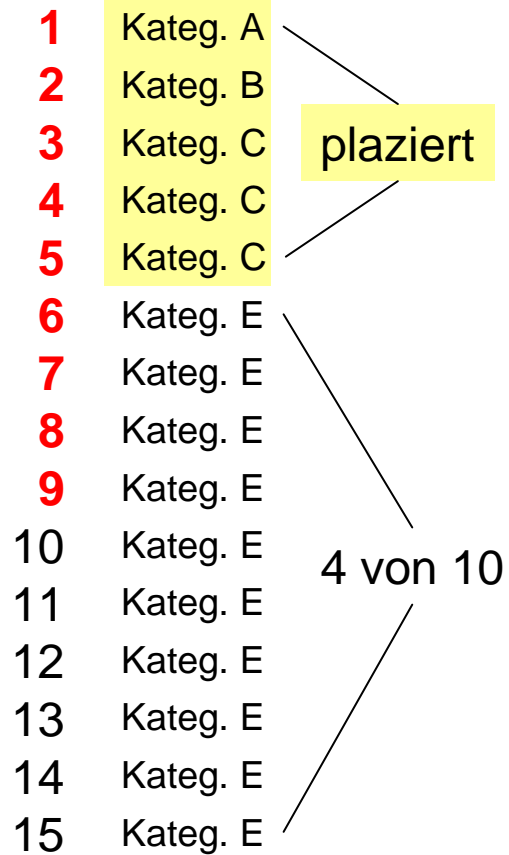 1 Kateg. A
2 Kateg. B
3 Kateg. C plaziert
4 Kateg. C
5 Kateg. C
6 Kateg. E
7 Kateg. E
8 Kateg. E
9 Kateg. E
10 Kateg. E 4 von 10
11 Kateg. E
12 Kateg. E
13 Kateg. E
14 Kateg. E
15 Kateg. E